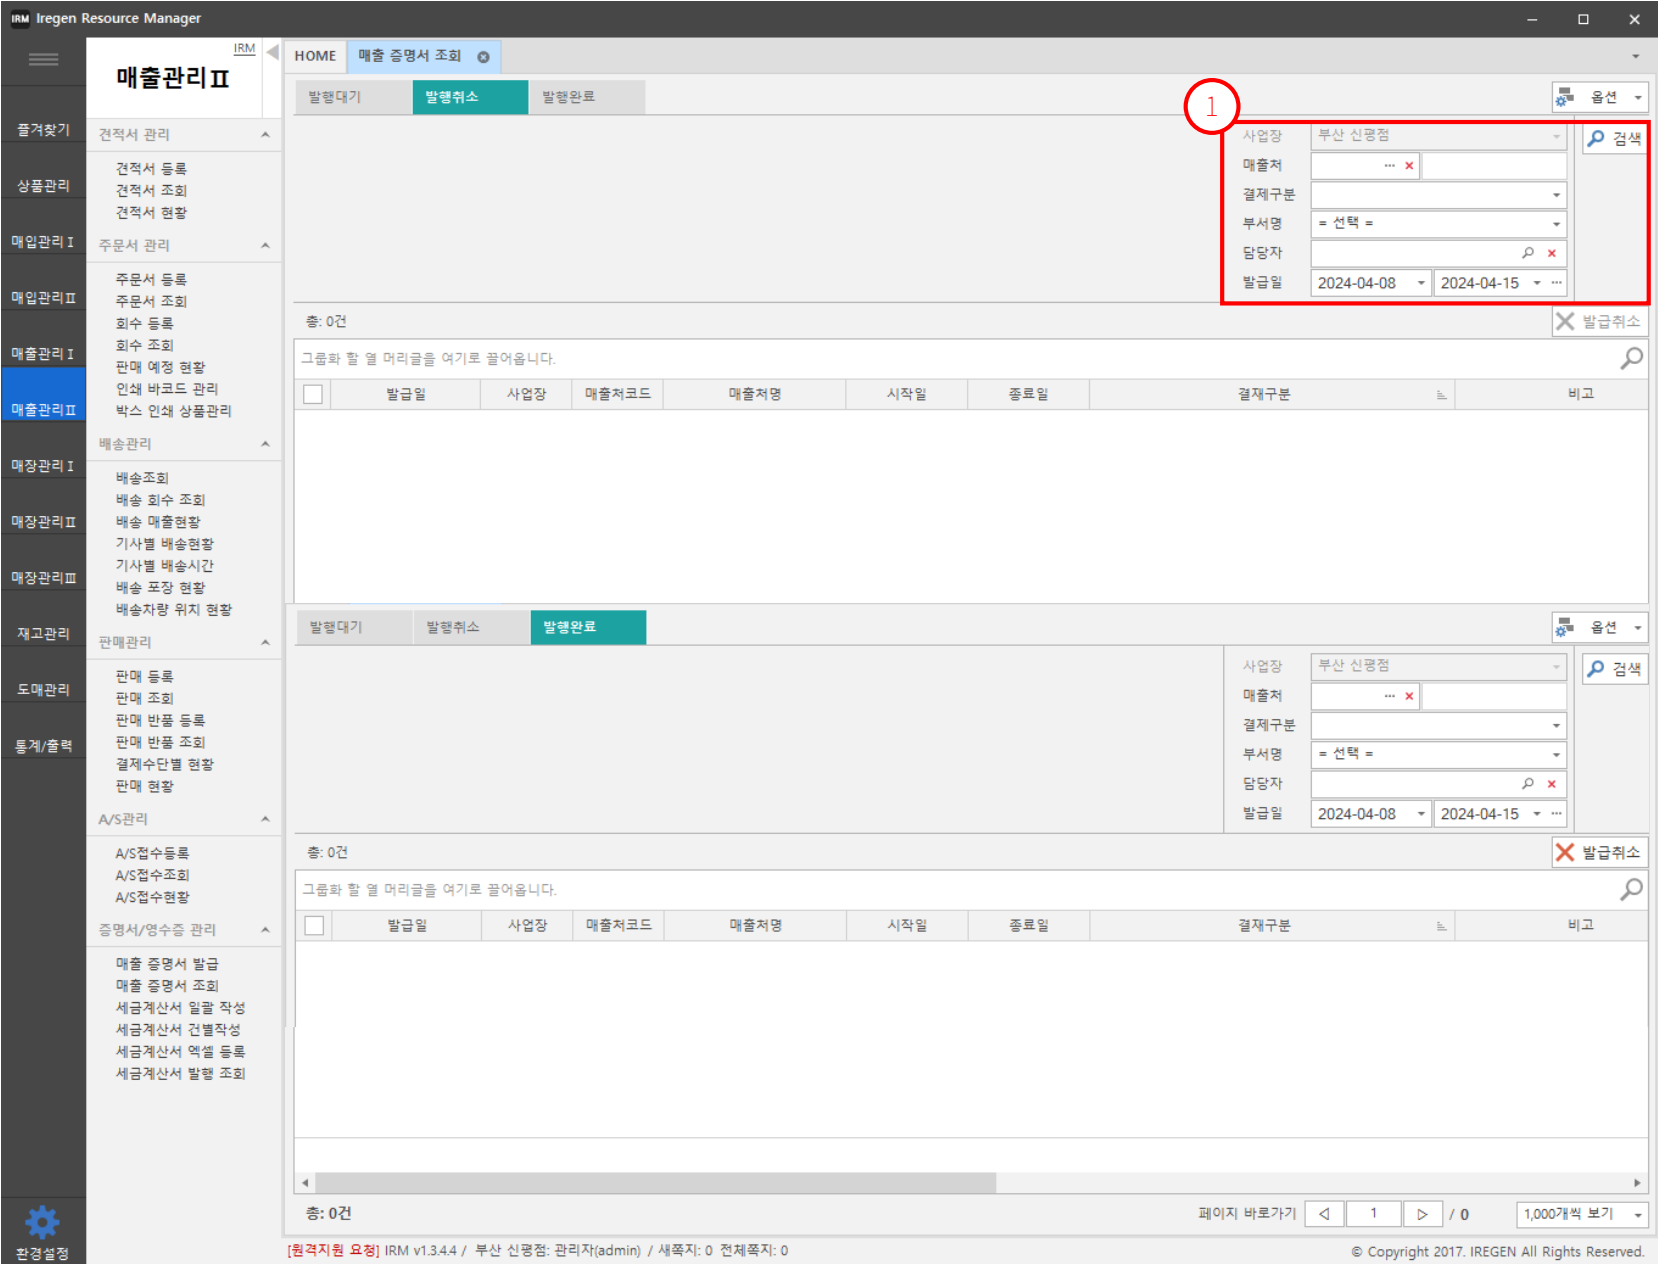 IRM Iregen Resource Manager
즐겨찾기
상품관리
매입관리Ⅰ
매입관리Ⅱ
매출관리Ⅰ
매출관리Ⅱ
매장관리Ⅰ
매장관리Ⅱ
매장관리Ⅲ
재고관리
도매관리
통계/출력
환경설정
IRM
매출관리Ⅱ
견적서 관리
견적서 등록
견적서 조회
견적서 현황
주문서 관리
주문서 등록
주문서 조회
회수 등록
회수 조회
판매 예정 현황
인쇄 바코드 관리
박스 인쇄 상품관리
배송관리
배송조회
배송 회수 조회
배송 매출현황
기사별 배송현황
기사별 배송시간
배송 포장 현황
배송차량 위치 현황
판매관리
판매 등록
판매 조회
판매 반품 등록
판매 반품 조회
결제수단별 현황
판매 현황
A/S관리
A/S접수등록
A/S접수조회
A/S접수현황
증명서/영수증 관리
매출 증명서 발급
매출 증명서 조회
세금계산서 일괄 작성
세금계산서 건별작성
세금계산서 엑셀 등록
세금계산서 발행 조회
HOME 매출 증명서 조회
발행대기 발행취소 발행완료 옵션
1
사업장 부산 신평점 검색
매출처 ···
결제구분
부서명 = 선택 =
담당자
발급일 2024-04-08 2024-04-15 ···
총: 0건 발급취소
그룹화 할 열 머리글을 여기로 끌어옵니다.
발급일 사업장 매출처코드 매출처명 시작일 종료일 결재구분 비고
발행대기 발행취소 발행완료 옵션
사업장 부산 신평점 검색
매출처 ···
결제구분
부서명 = 선택 =
담당자
발급일 2024-04-08 2024-04-15 ···
총: 0건 발급취소
그룹화 할 열 머리글을 여기로 끌어옵니다.
발급일 사업장 매출처코드 매출처명 시작일 종료일 결재구분 비고
총: 0건 페이지 바로가기 1 / 0 1,000개씩 보기
[원격지원 요청] IRM v1.3.4.4 / 부산 신평점: 관리자(admin) / 새쪽지: 0 전체쪽지: 0 © Copyright 2017. IREGEN All Rights Reserved.